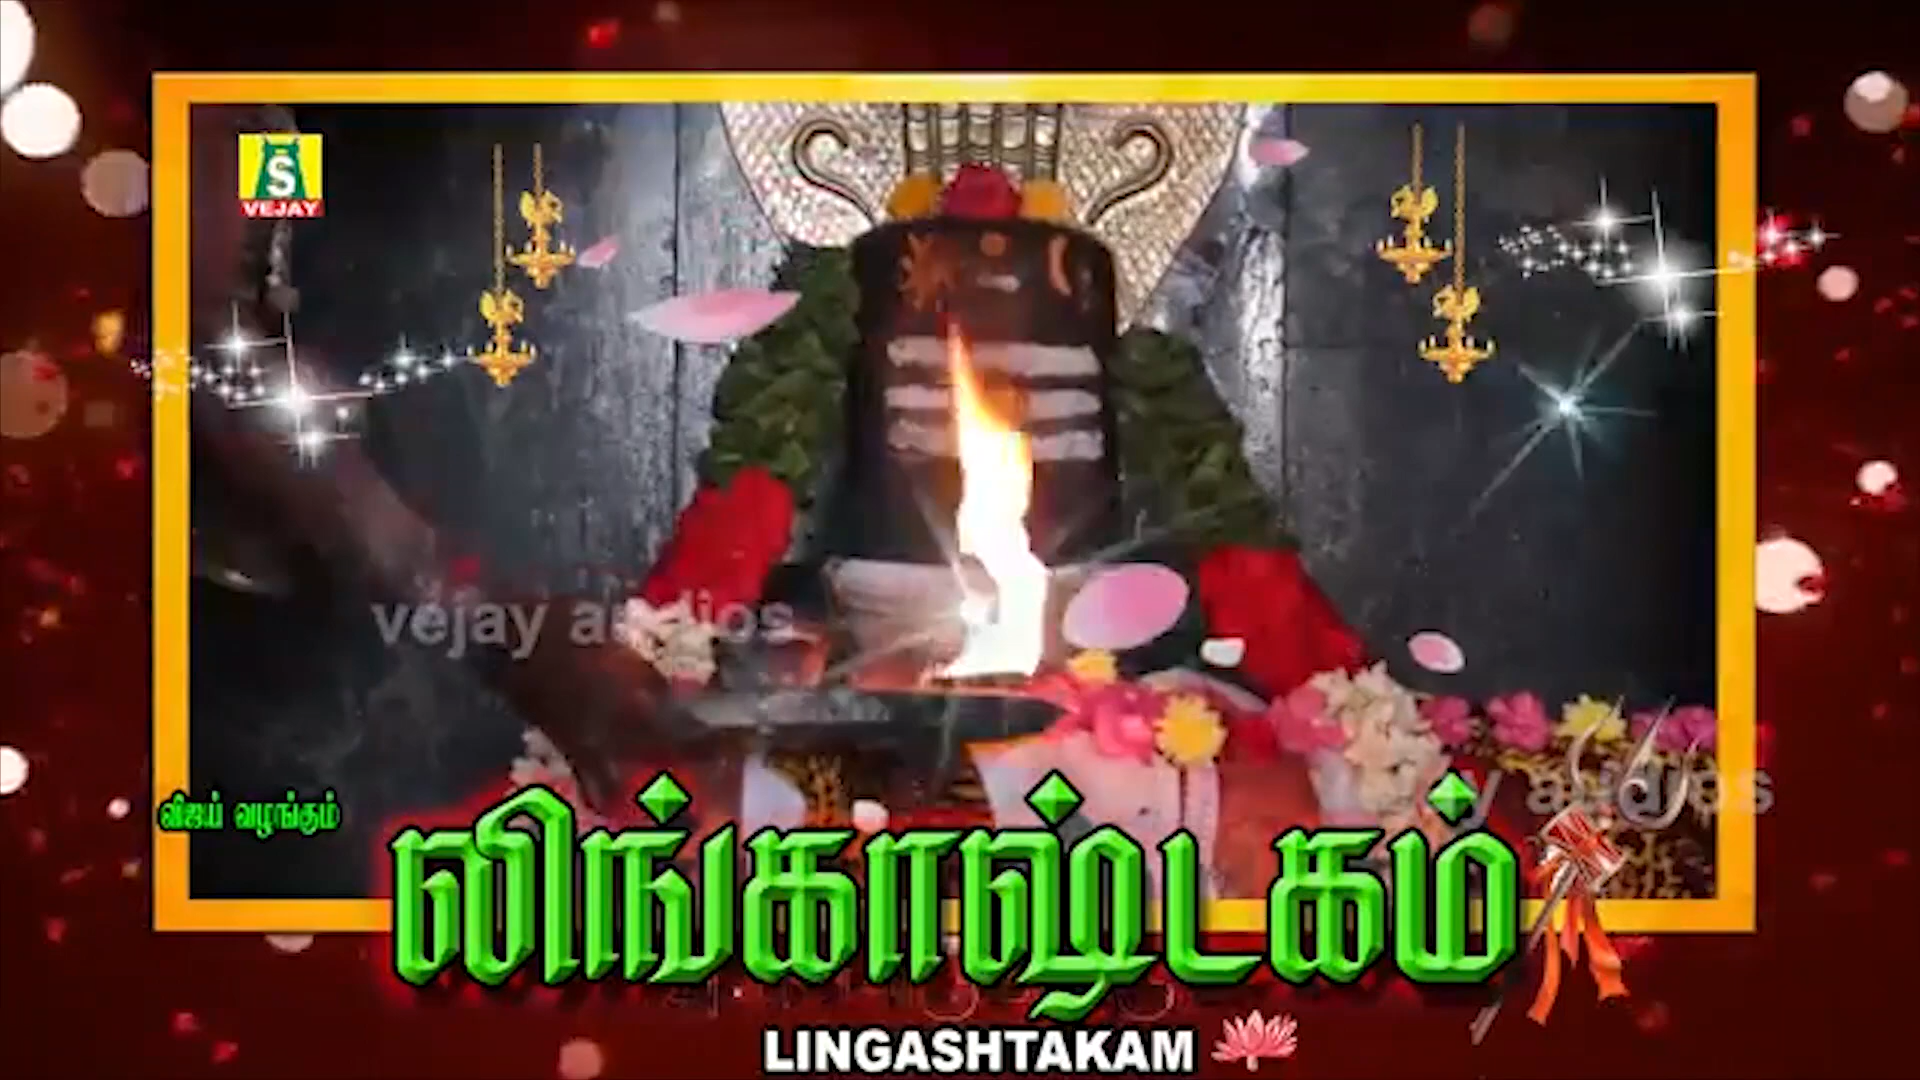 S
VEJAY
vejay audios
விஜய் வழங்கும்
லிங்காஷ்டகம்
LINGASHTAKAM